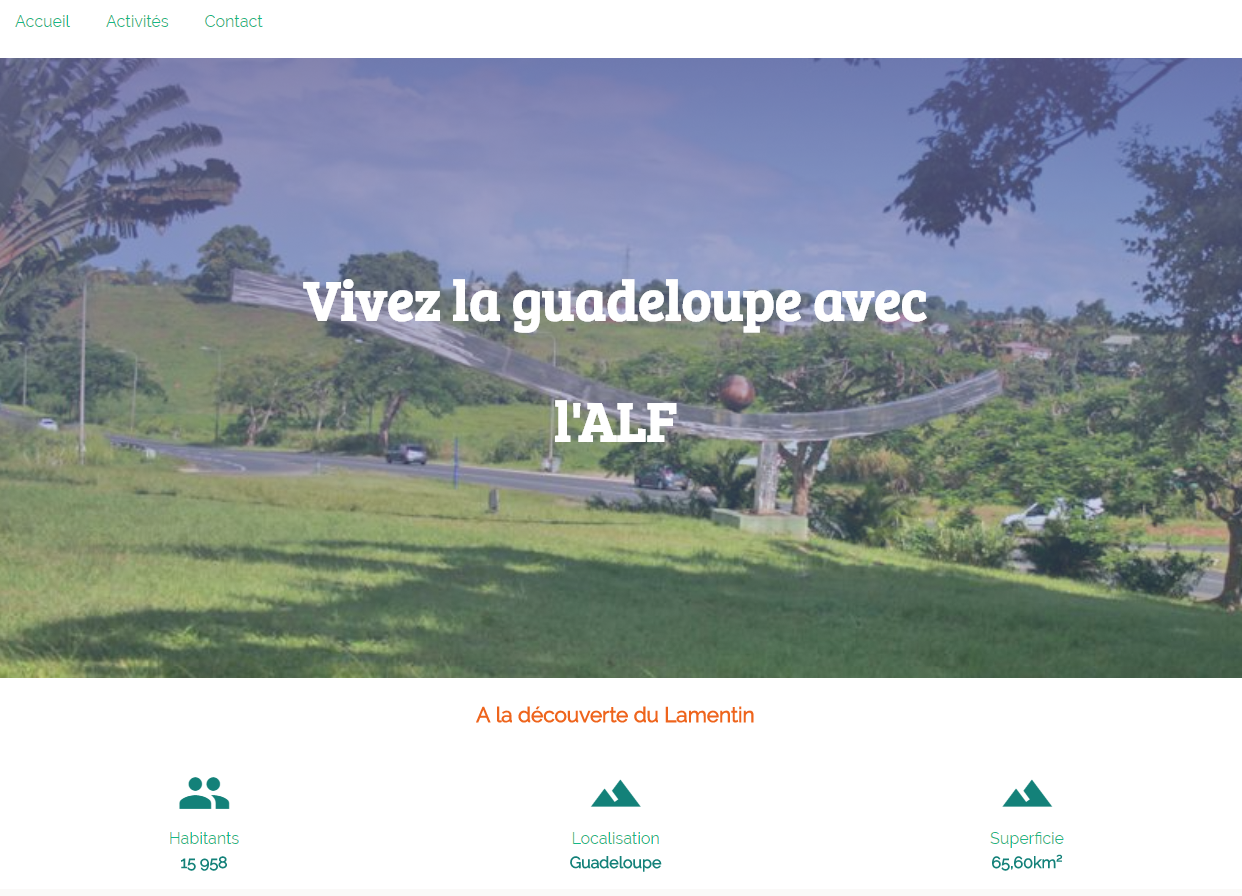 Accueil Activités Contact
Vivez la guadeloupe avec
l'ALF
A la découverte du Lamentin
Habitants Localisation Superficie
15 958 Guadeloupe 65,60km²